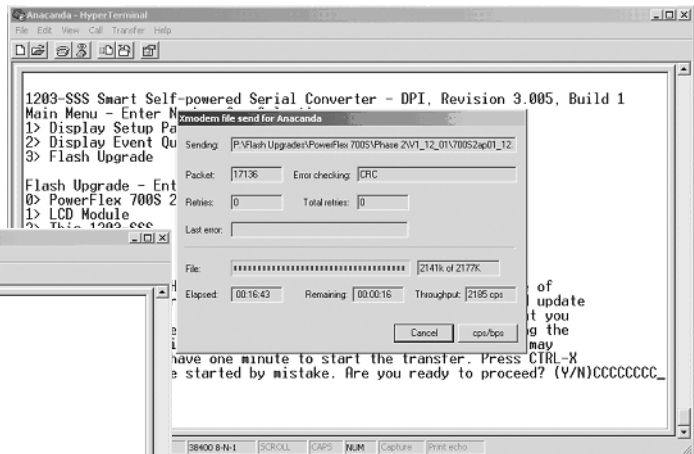 Anacanda - HyperTerminal
File Edit View Call Transfer Help
1203-SSS Smart Self-powered Serial Converter - DPI, Revision 3.005, Build 1
Main Menu - Enter
1> Display Setup Pa
2> Display Event Qu
3> Flash Upgrade
Flash Upgrade - Ent
0> PowerFlex 700S 2
1> LCD Module
2> This 1203-SSS
Xmodem file send for Anacanda
Sending: P:\Flash Upgrades\PowerFlex 700S\Phase 2\V1_12_01\700S2ap01_12.
Packet: 17136 Error checking: CRC
Retries: 0 Total retries: 0
Last error:
File: 2141k of 2177K
Elapsed: 00:16:43 Remaining: 00:00:16 Throughput: 2185 cps
Cancel cps/bps
of
update
t you
g the
may
have one minute to start the transfer. Press CTRL-X
e started by mistake. Are you ready to proceed? (Y/N)CCCCCCCC_
38400 8-N-1 SCROLL CAPS NUM Capture Print echo